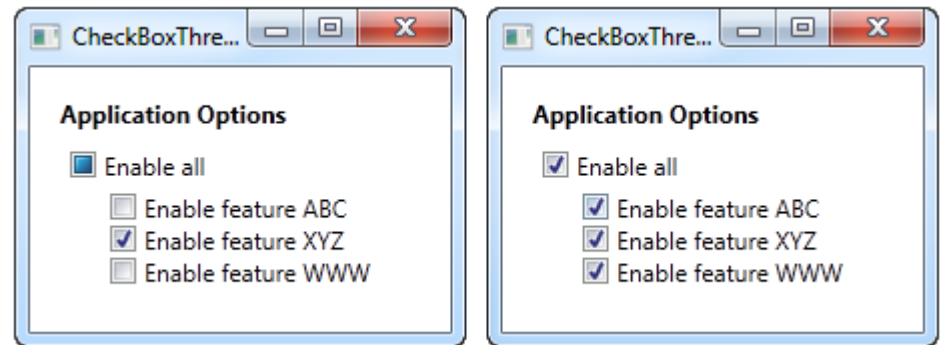 CheckBoxThre...
Application Options
Enable all
Enable feature ABC
Enable feature XYZ
Enable feature WWW
CheckBoxThre...
Application Options
Enable all
Enable feature ABC
Enable feature XYZ
Enable feature WWW